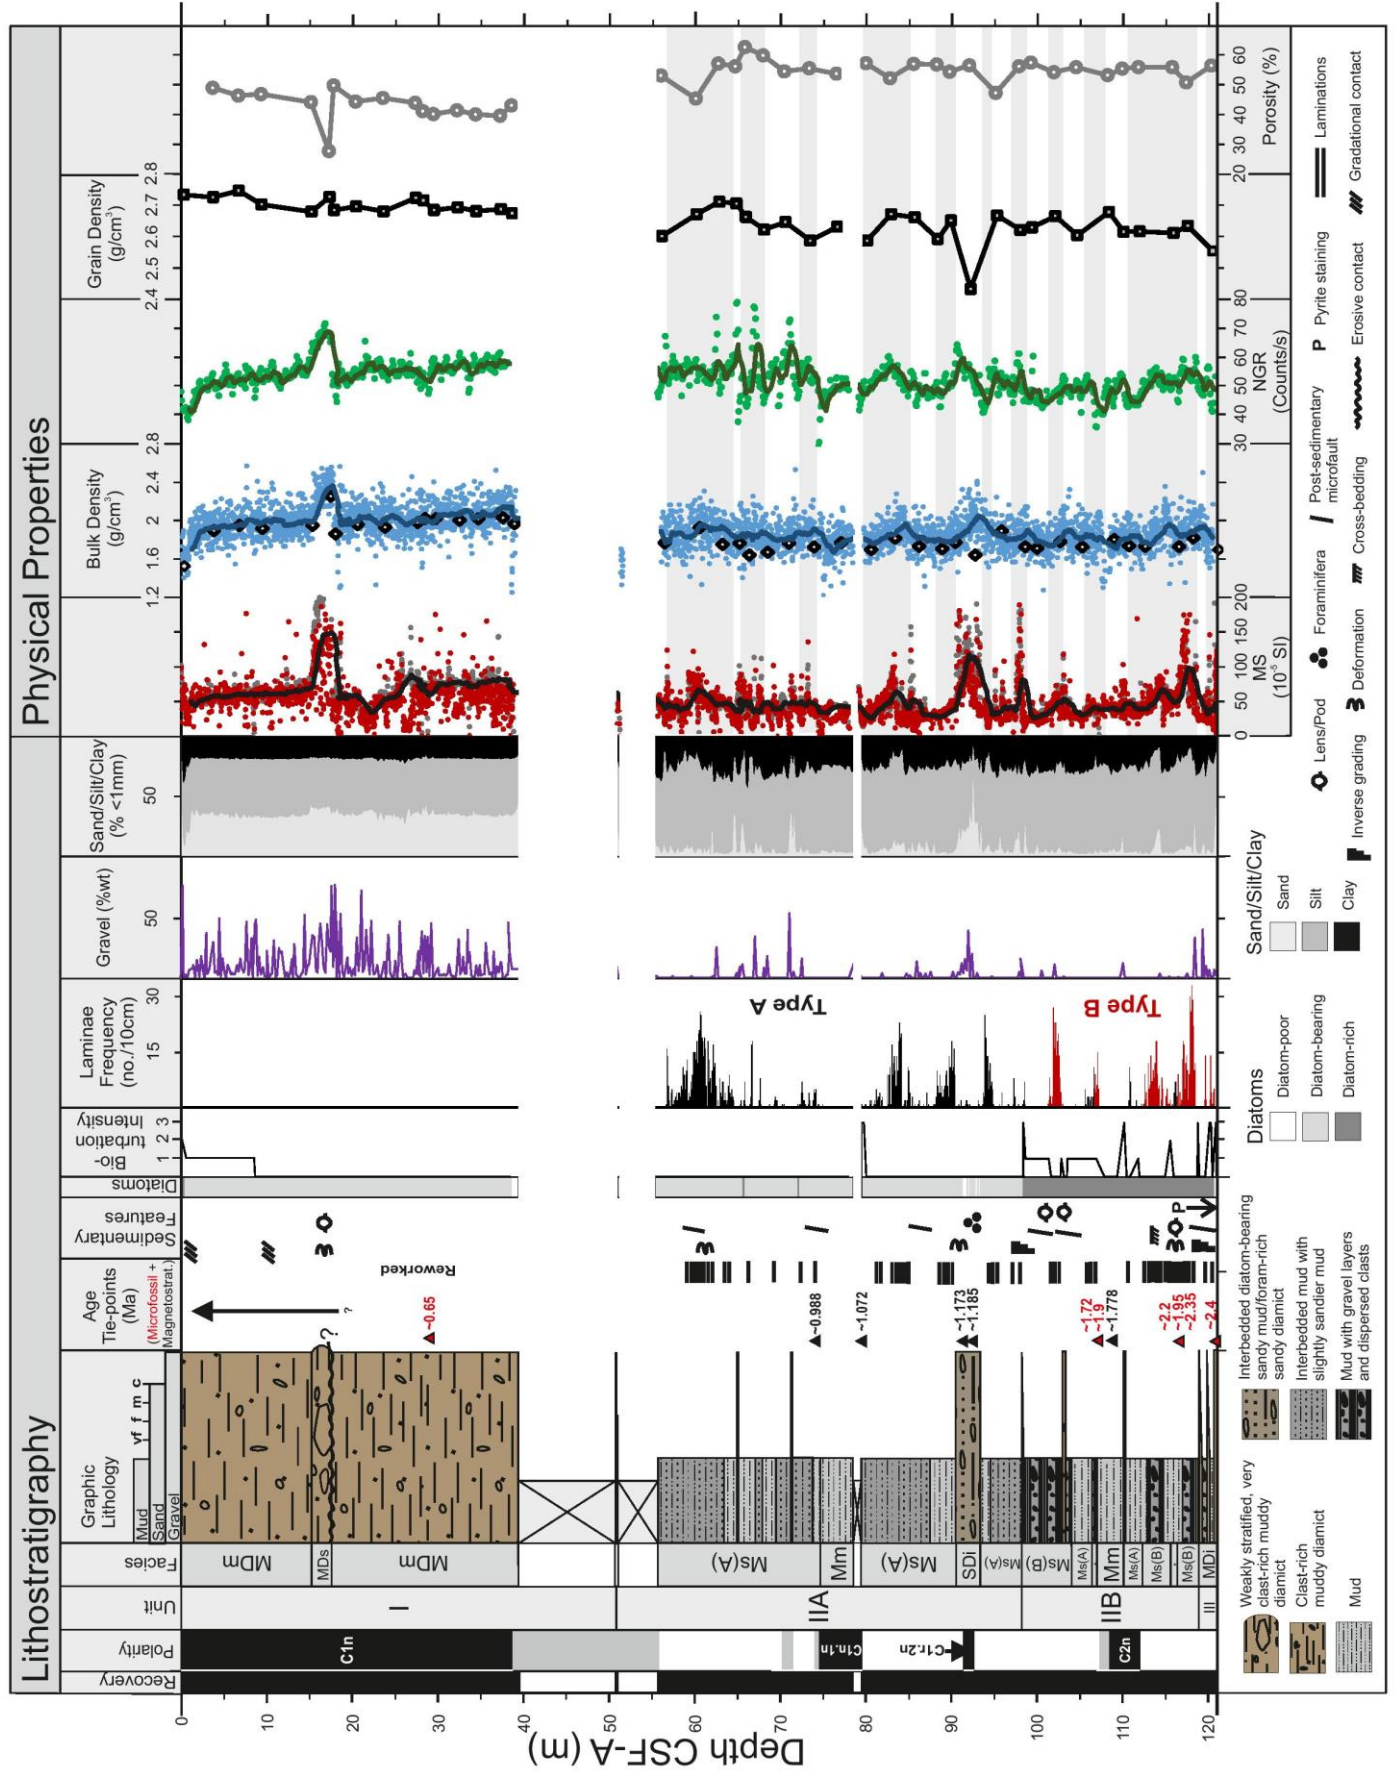 Lithostratigraphy
Physical Properties
Recovery
Polarity
Unit
Facies
Graphic
Lithology
Mud
Sand
Gravel
vf f m c
Age
Tie-points
(Ma)
(Microfossil +
Magnetostrat.)
Sedimentary
Features
Diatoms
Bio-
turbation
Intensity
1 2 3
Laminae
Frequency
(no./10cm)
15 30
Gravel (%wt)
50
Sand/Silt/Clay
(% <1mm)
50
Bulk Density
(g/cm³)
1.2 1.6 2 2.4 2.8
Grain Density
(g/cm³)
2.4 2.5 2.6 2.7 2.8
0 50 100 150 200
MS
(10⁻⁵ SI)
30 40 50 60 70 80
NGR
(Counts/s)
20 30 40 50 60
Porosity (%)
Depth CSF-A (m)
0
10
20
30
40
50
60
70
80
90
100
110
120
C1n
C1n.1n
C1r.2n
C2n
I
IIA
IIB
III
MDm
MDs
MDm
Ms(A)
Mm
Ms(A)
SDi
Ms(A)
Ms(B)
Ms(A)
Mm
Ms(A)
Ms(B)
Ms(B)
MDi
?
?
~0.65
Reworked
~0.988
~1.072
~1.173
~1.185
~1.72
~1.9
~1.778
~2.2
~1.95
~2.35
~2.4
P
Type A
Type B
Weakly stratified, very
clast-rich muddy
diamict
Clast-rich
muddy diamict
Mud
Interbedded diatom-bearing
sandy mud/foram-rich
sandy diamict
Interbedded mud with
slightly sandier mud
Mud with gravel layers
and dispersed clasts
Diatoms
Diatom-poor
Diatom-bearing
Diatom-rich
Sand/Silt/Clay
Sand
Silt
Clay
Lens/Pod
Foraminifera
Post-sedimentary
microfault
P Pyrite staining
Laminations
Inverse grading
Deformation
Cross-bedding
Erosive contact
Gradational contact